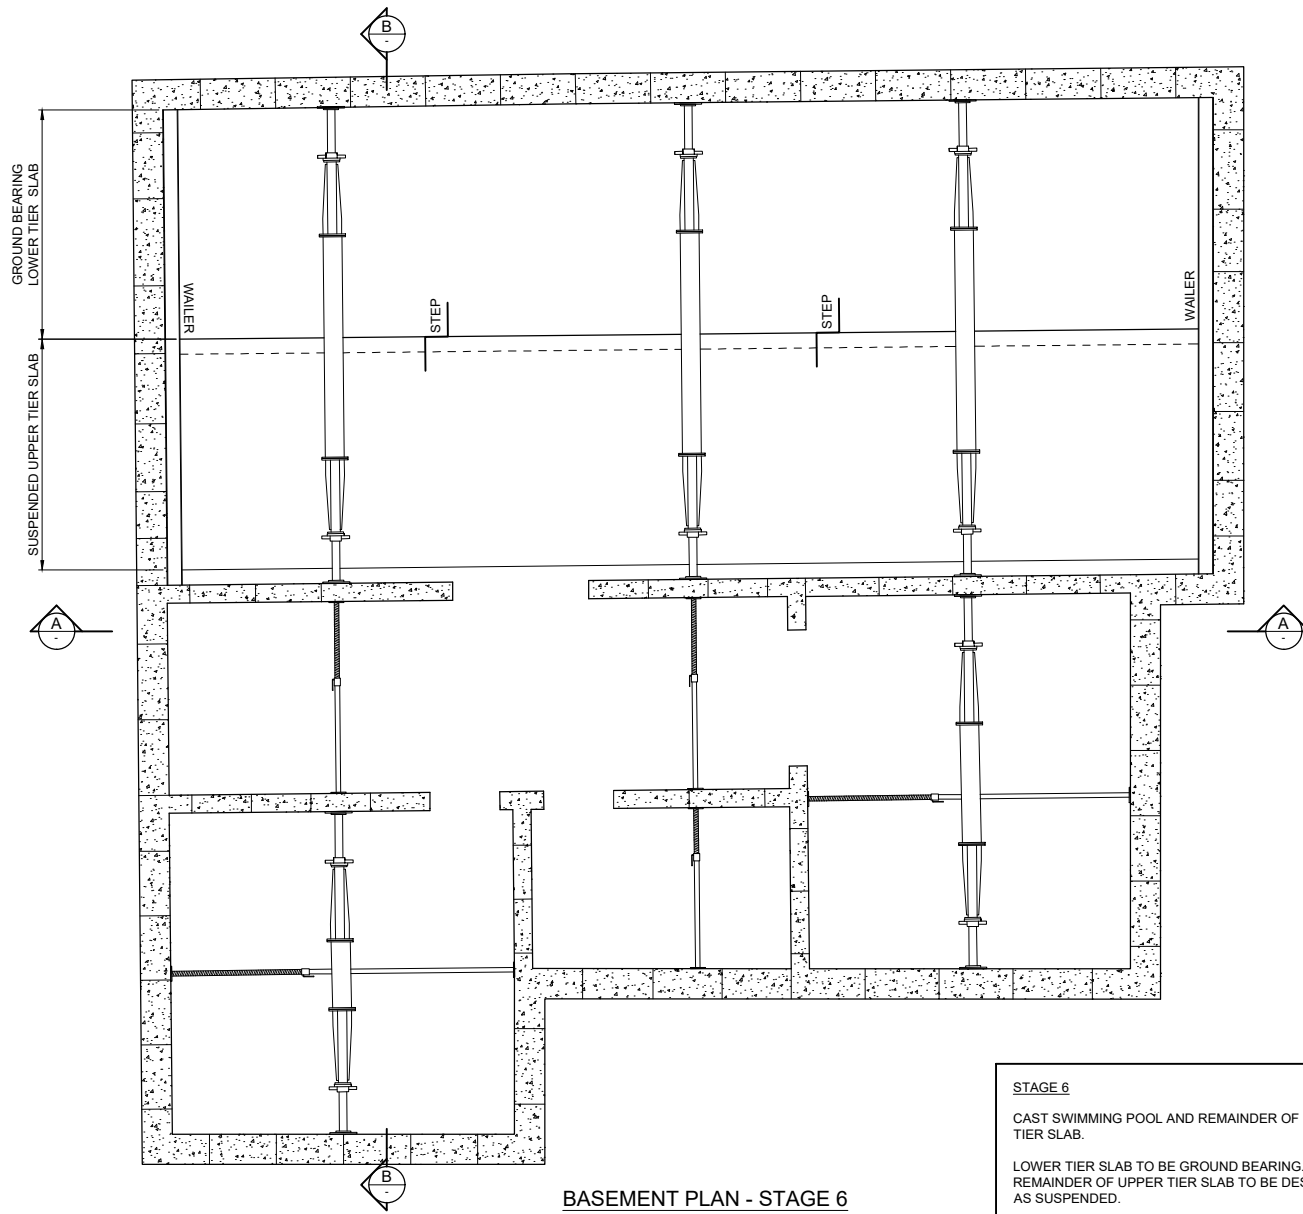 B
-
GROUND BEARING
LOWER TIER SLAB
WAILER
STEP
STEP
WAILER
SUSPENDED UPPER TIER SLAB
A
-
A
-
B
-
BASEMENT PLAN - STAGE 6
STAGE 6
CAST SWIMMING POOL AND REMAINDER OF
TIER SLAB.
LOWER TIER SLAB TO BE GROUND BEARING.
REMAINDER OF UPPER TIER SLAB TO BE DES
AS SUSPENDED.